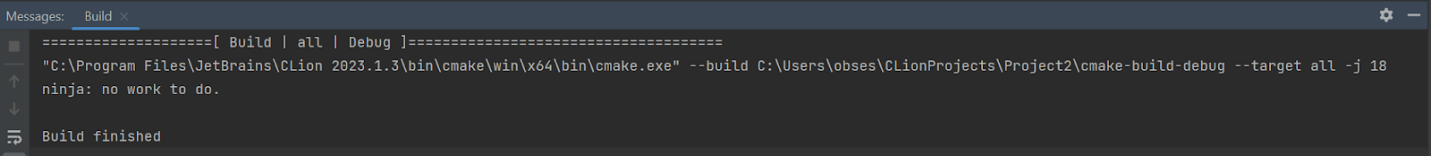 Messages: Build ×
====================[ Build | all | Debug ]=====================================
"C:\Program Files\JetBrains\CLion 2023.1.3\bin\cmake\win\x64\bin\cmake.exe" --build C:\Users\obses\CLionProjects\Project2\cmake-build-debug --target all -j 18
ninja: no work to do.
Build finished